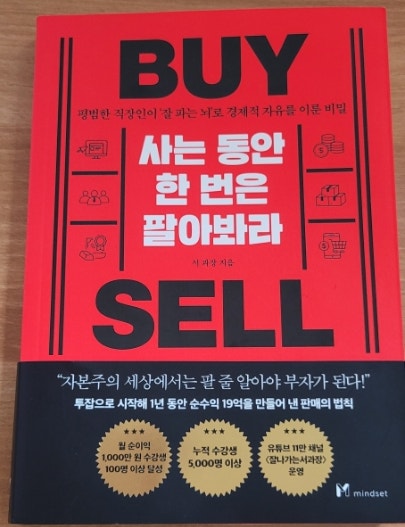 BUY
평범한 직장인이 '잘 파는 뇌'로 경제적 자유를 이룬 비밀
사는 동안
한 번은
팔아봐라
서 과장 지음
SELL
“자본주의 세상에서는 팔 줄 알아야 부자가 된다!”
투잡으로 시작해 1년 동안 순수익 19억을 만들어 낸 판매의 법칙
월 순이익
1,000만 원 수강생
100명 이상 달성
누적 수강생
5,000명 이상
유튜브 11만 채널
<잘나가는서과장>
운영
mindset